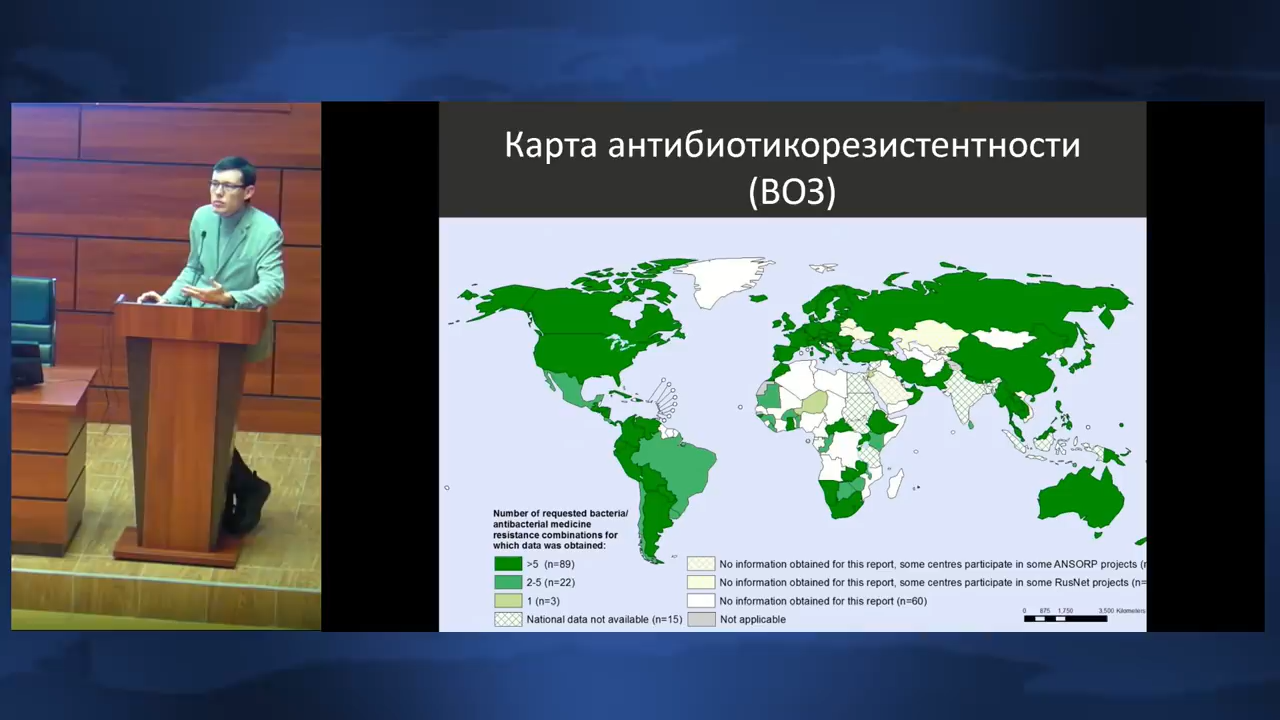 Карта антибиотикорезистентности
(ВОЗ)
Number of requested bacteria/
antibacterial medicine
resistance combinations for
which data was obtained:
>5 (n=89)
2-5 (n=22)
1 (n=3)
National data not available (n=15)
No information obtained for this report, some centres participate in some ANSORP projects (
No information obtained for this report, some centres participate in some RusNet projects (n=
No information obtained for this report (n=60)
Not applicable
0 875 1,750 3,500 Kilometers